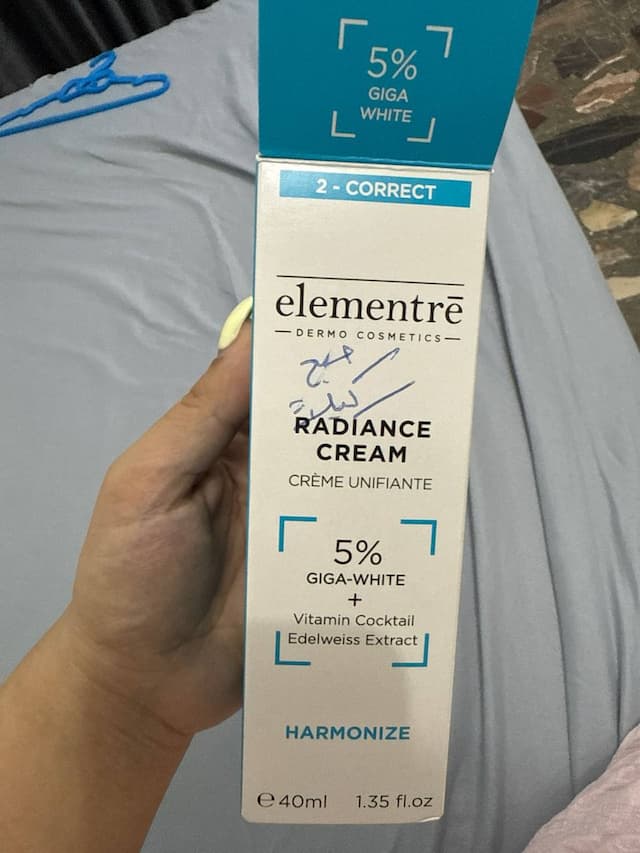 5%
GIGA
WHITE
2 - CORRECT
elementrē
DERMO COSMETICS
صباح
RADIANCE
CREAM
CRÈME UNIFIANTE
5%
GIGA-WHITE
+
Vitamin Cocktail
Edelweiss Extract
HARMONIZE
℮ 40ml 1.35 fl.oz